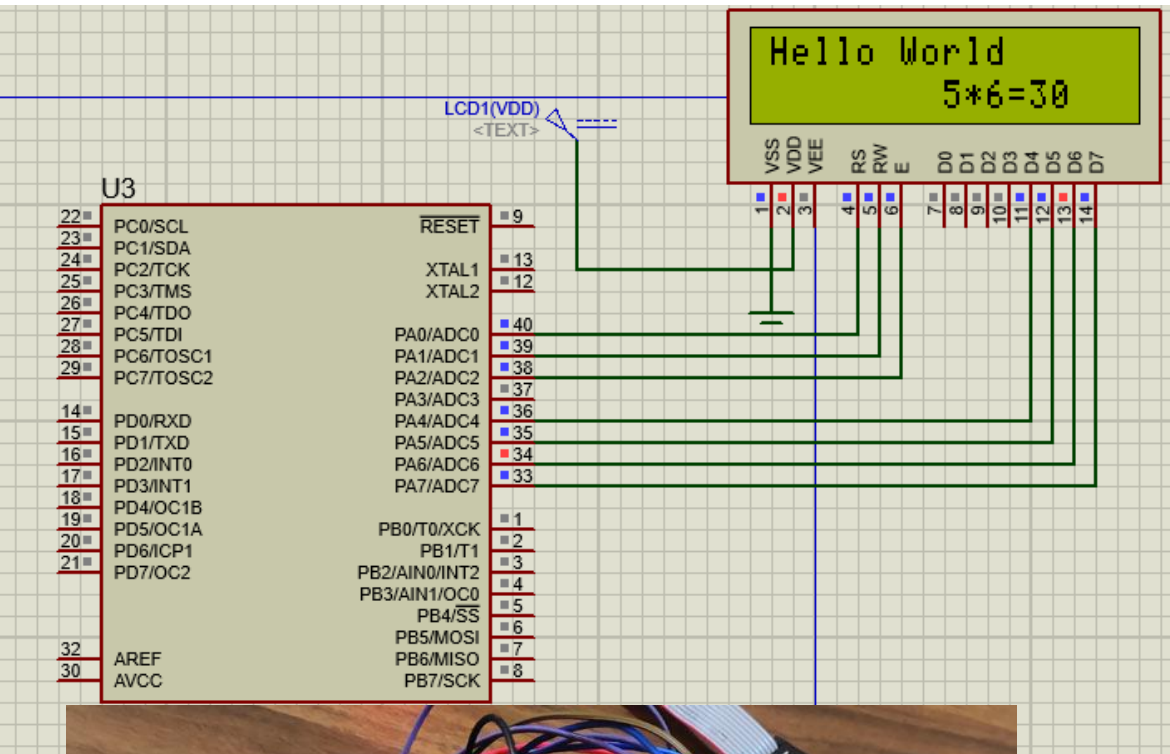 Hello World
5*6=30
LCD1(VDD)
<TEXT>
VSS
VDD
VEE
RS
RW
E
D0
D1
D2
D3
D4
D5
D6
D7
1
2
3
4
5
6
7
8
9
10
11
12
13
14
U3
22
PC0/SCL
23
PC1/SDA
24
PC2/TCK
25
PC3/TMS
26
PC4/TDO
27
PC5/TDI
28
PC6/TOSC1
29
PC7/TOSC2
14
PD0/RXD
15
PD1/TXD
16
PD2/INT0
17
PD3/INT1
18
PD4/OC1B
19
PD5/OC1A
20
PD6/ICP1
21
PD7/OC2
32
AREF
30
AVCC
RESET
9
XTAL1
13
XTAL2
12
PA0/ADC0
40
PA1/ADC1
39
PA2/ADC2
38
PA3/ADC3
37
PA4/ADC4
36
PA5/ADC5
35
PA6/ADC6
34
PA7/ADC7
33
PB0/T0/XCK
1
PB1/T1
2
PB2/AIN0/INT2
3
PB3/AIN1/OC0
4
PB4/SS
5
PB5/MOSI
6
PB6/MISO
7
PB7/SCK
8